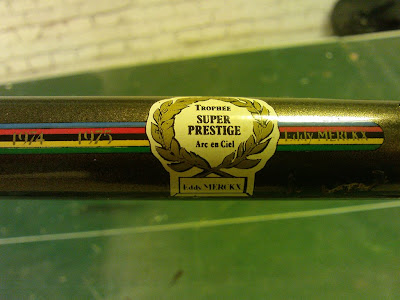 1974 1975
TROPHÉE
SUPER
PRESTIGE
Arc en Ciel
Eddy MERCKX
Eddy MERCKX